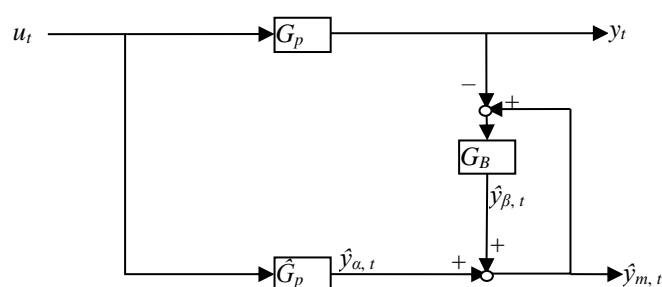 u_t G_p y_t
− +
G_B
ŷ_{β, t}
+
Ĝ_p ŷ_{α, t} + ŷ_{m, t}